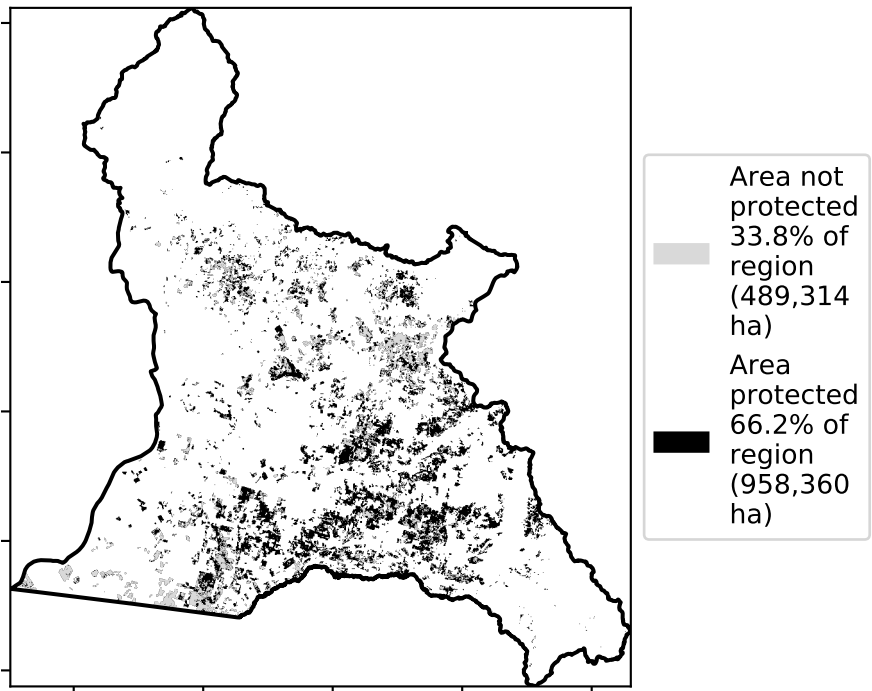 Area not
protected
33.8% of
region
(489,314
ha)
Area
protected
66.2% of
region
(958,360
ha)